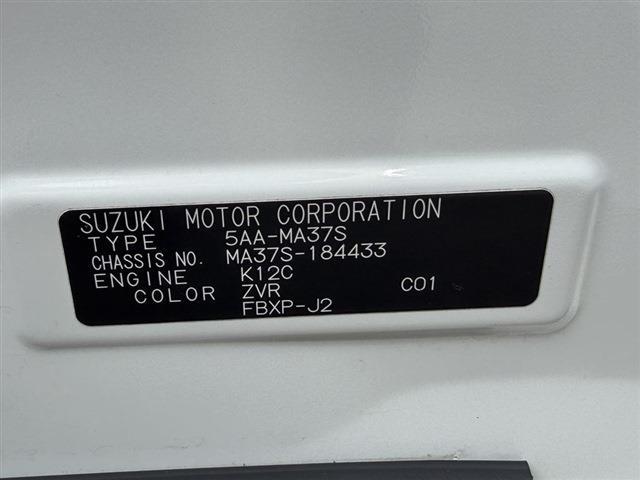 SUZUKI MOTOR CORPORATION
TYPE 5AA-MA37S
CHASSIS NO. MA37S-184433
ENGINE K12C
COLOR ZVR C01
FBXP-J2